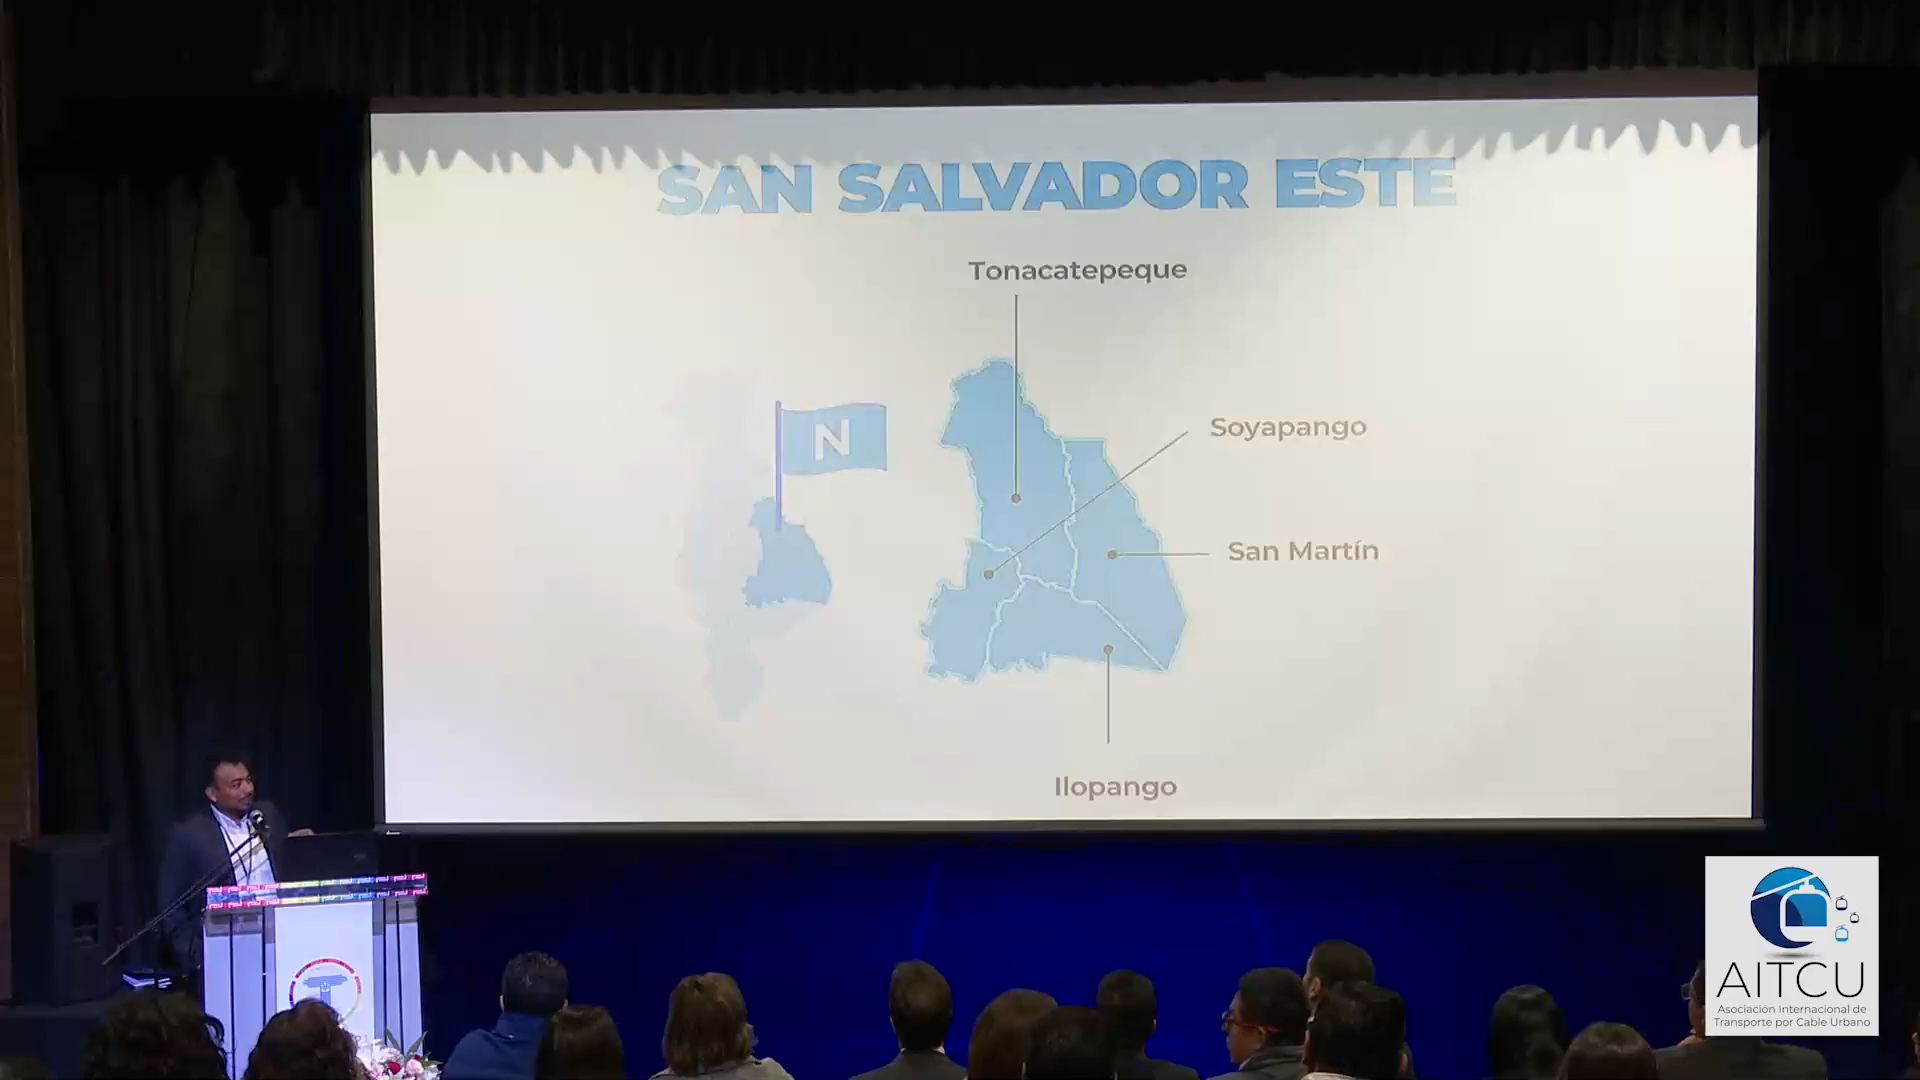 SAN SALVADOR ESTE
Tonacatepeque
N
Soyapango
San Martín
Ilopango
AITCU
Asociación Internacional de
Transporte por Cable Urbano